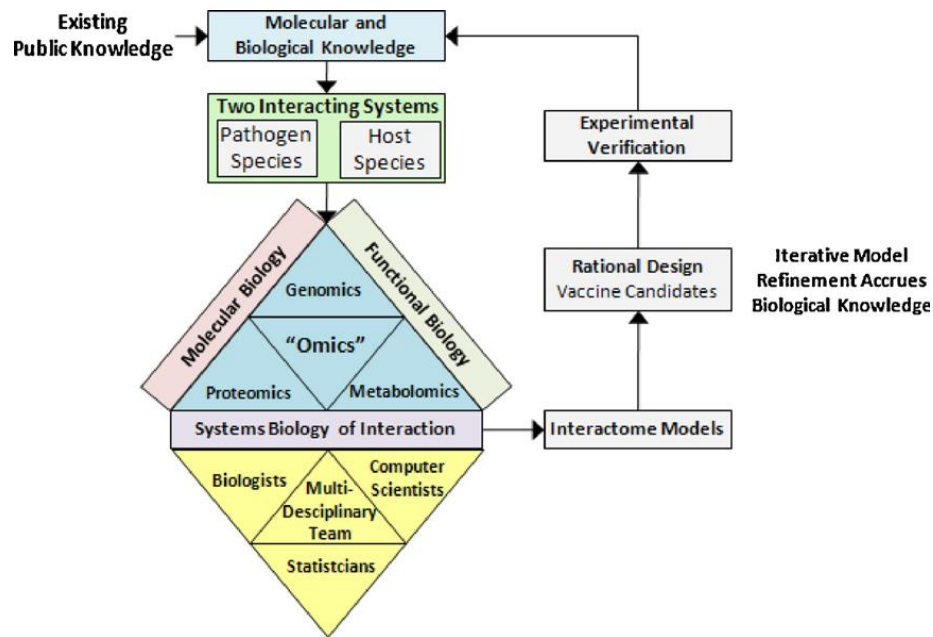 Existing
Public Knowledge
Molecular and
Biological Knowledge
Two Interacting Systems
Pathogen
Species
Host
Species
Experimental
Verification
Molecular Biology
Functional Biology
Genomics
"Omics"
Proteomics
Metabolomics
Rational Design
Vaccine Candidates
Iterative Model
Refinement Accrues
Biological Knowledge
Systems Biology of Interaction
Interactome Models
Biologists
Computer
Scientists
Multi-
Desciplinary
Team
Statistcians